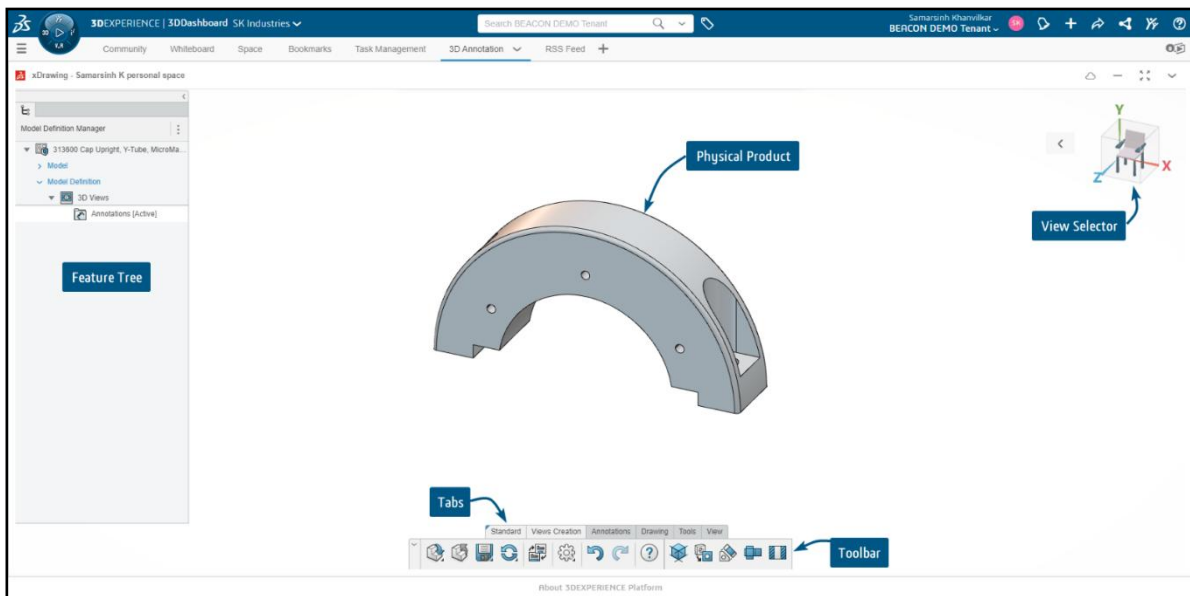 3DEXPERIENCE | 3DDashboard SK Industries
Search BEACON DEMO Tenant
Samarsinh Khanvilkar
BEACON DEMO Tenant
SK
3D
V.R
Community Whiteboard Space Bookmarks Task Management 3D Annotation RSS Feed
xDrawing - Samarsinh K personal space
Model Definition Manager
313800 Cap Upright, Y-Tube, MicroMa...
Model
Model Definition
3D Views
Annotations [Active]
Feature Tree
Physical Product
Y
X
Z
View Selector
Tabs
Standard Views Creation Annotations Drawing Tools View
Toolbar
About 3DEXPERIENCE Platform